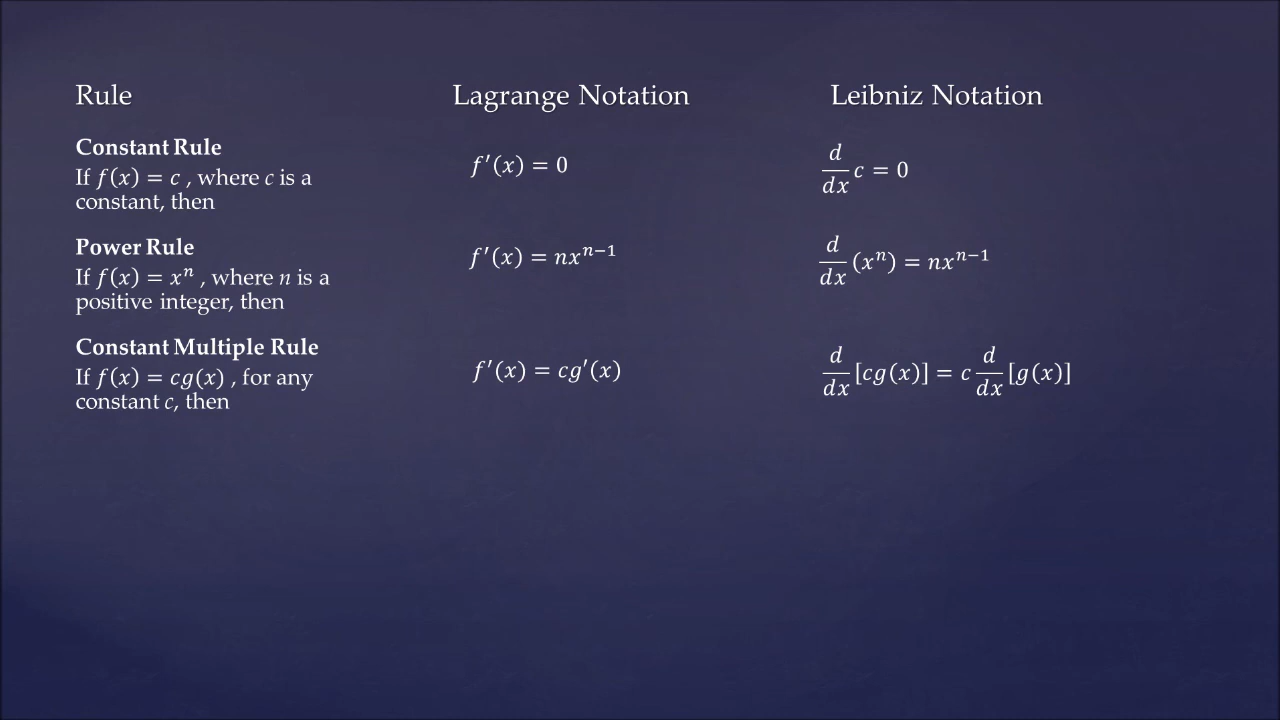 Rule Lagrange Notation Leibniz Notation
Constant Rule
If f(x) = c , where c is a
constant, then
f′(x) = 0
d/dx c = 0
Power Rule
If f(x) = xⁿ , where n is a
positive integer, then
f′(x) = nxⁿ⁻¹
d/dx (xⁿ) = nxⁿ⁻¹
Constant Multiple Rule
If f(x) = cg(x) , for any
constant c, then
f′(x) = cg′(x)
d/dx [cg(x)] = c d/dx [g(x)]